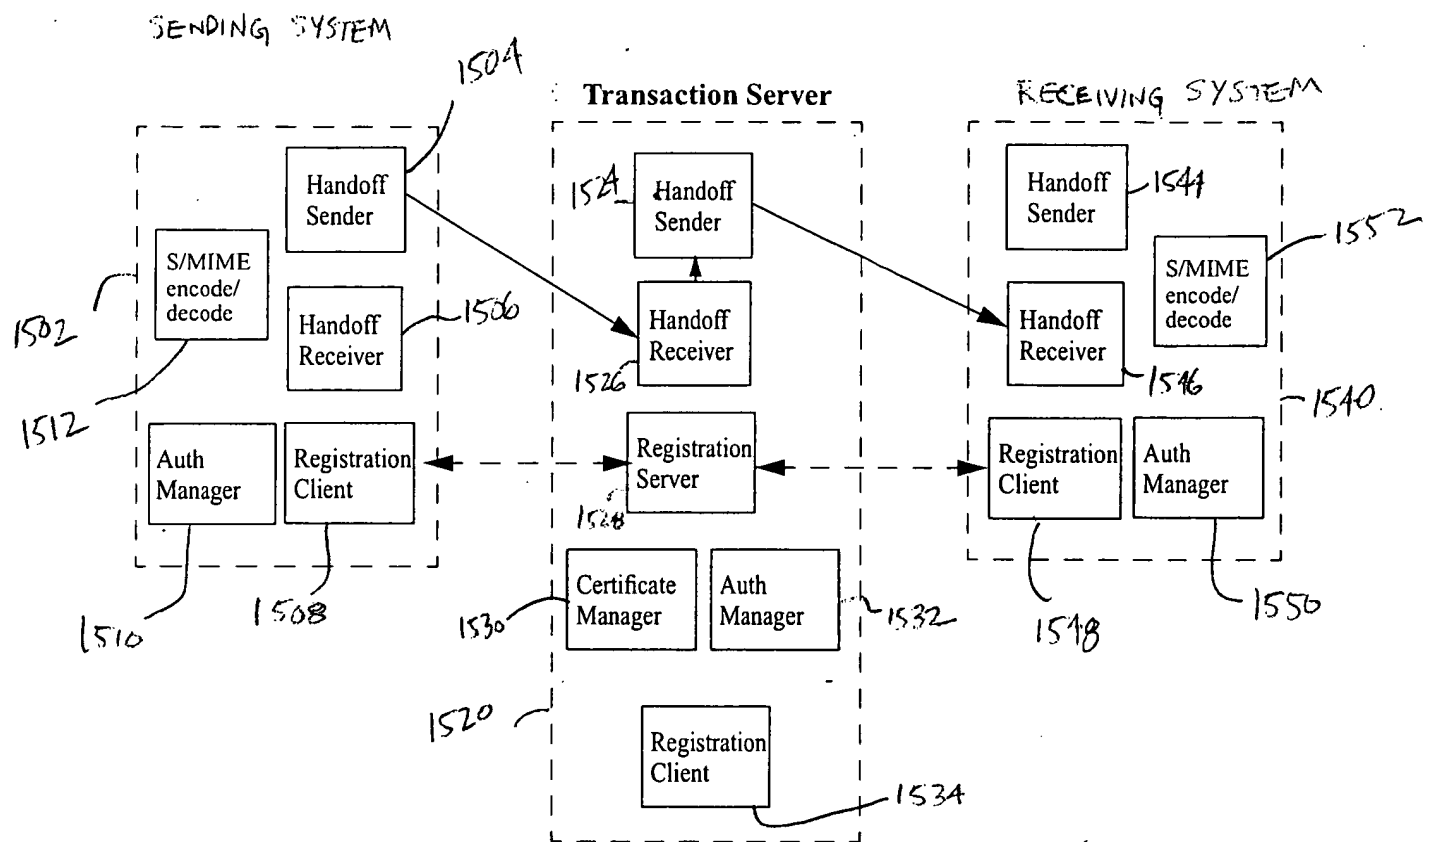 SENDING SYSTEM
1504
Transaction Server
RECEIVING SYSTEM
Handoff
Sender
1524
Handoff
Sender
Handoff
Sender
1544
1552
S/MIME
encode/
decode
S/MIME
encode/
decode
1502
Handoff
Receiver
1506
Handoff
Receiver
1526
Handoff
Receiver
1546
1512
1540
Auth
Manager
Registration
Client
Registration
Server
1528
Registration
Client
Auth
Manager
1510
1508
Certificate
Manager
1530
Auth
Manager
1532
1548
1550
1520
Registration
Client
1534